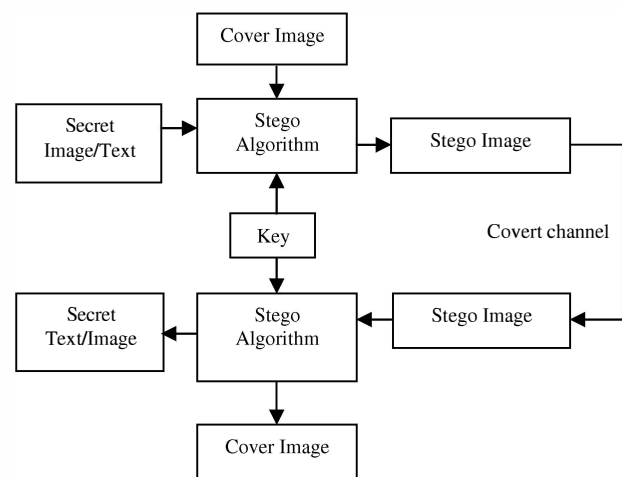 Cover Image
Secret
Image/Text
Stego
Algorithm
Stego Image
Key
Covert channel
Secret
Text/Image
Stego
Algorithm
Stego Image
Cover Image